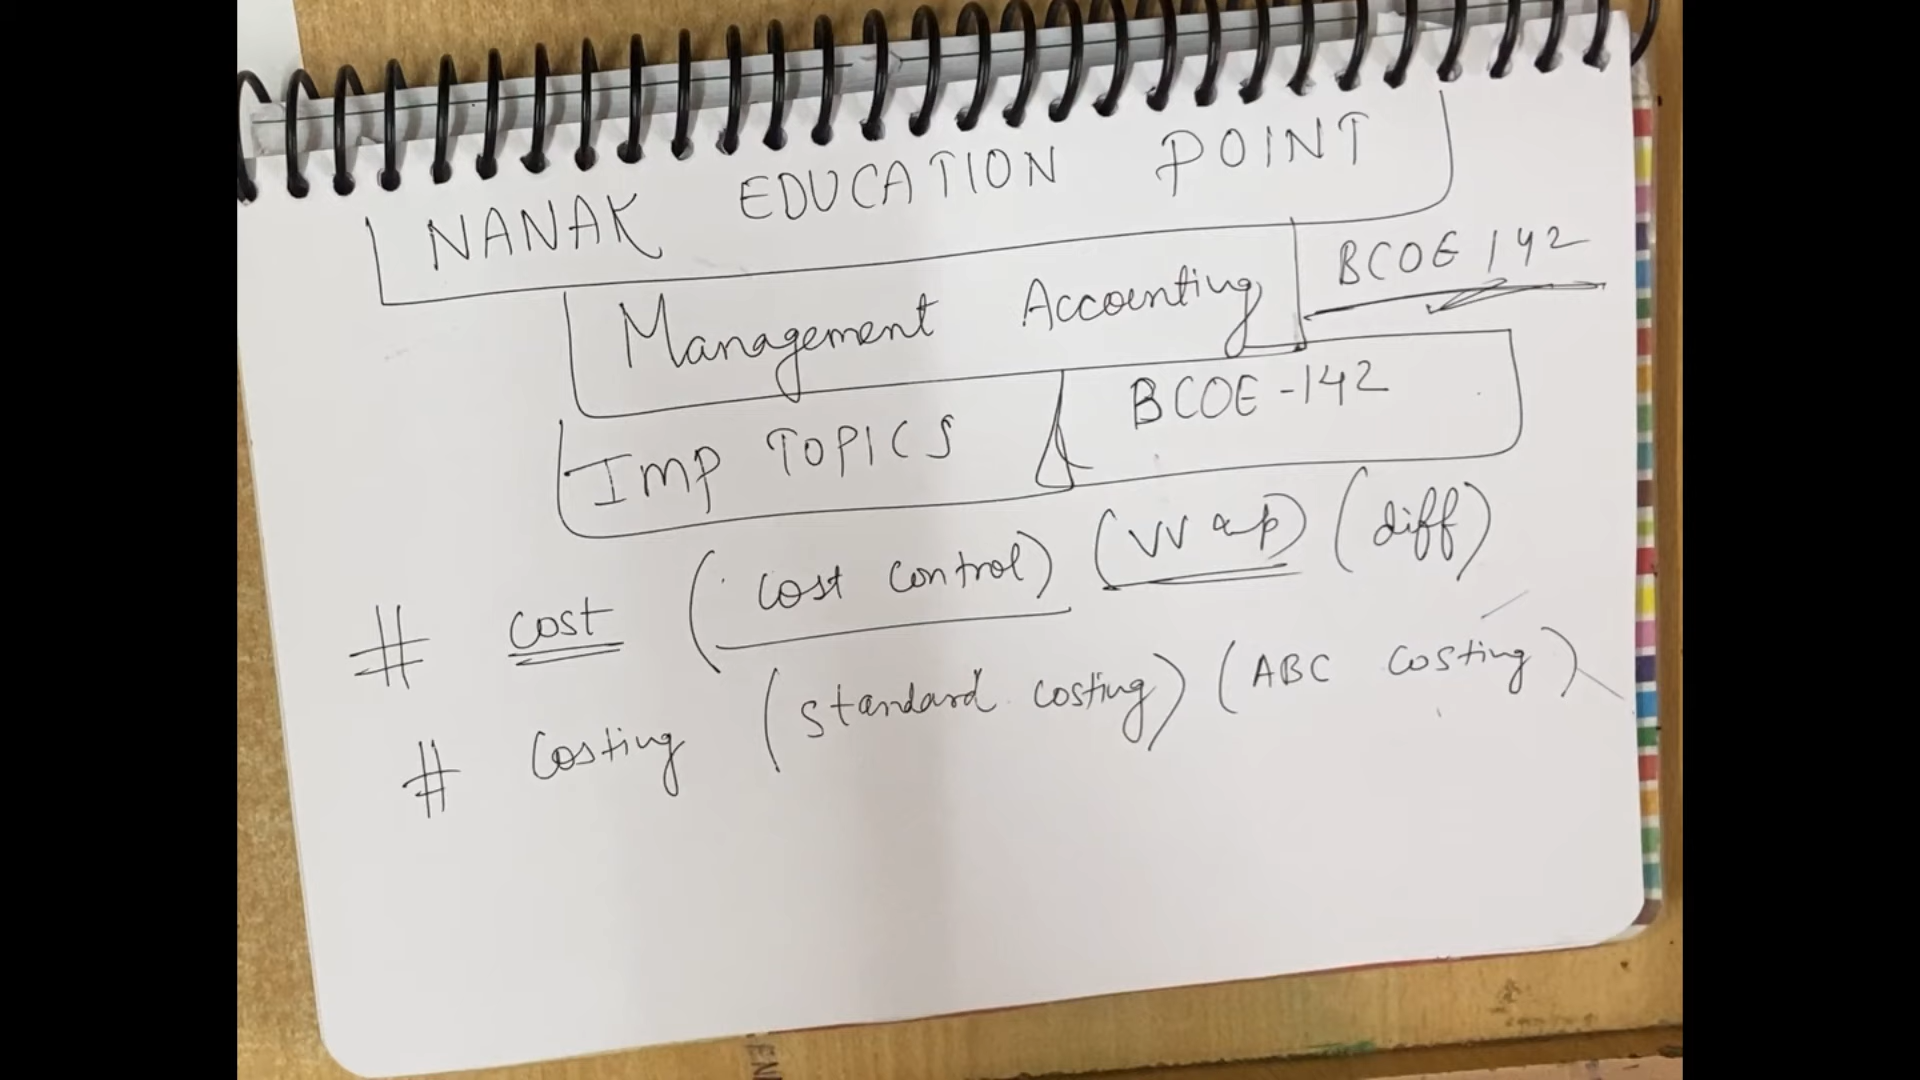 NANAK EDUCATION POINT
Management Accounting BCOE 142
IMP TOPICS BCOE-142
# cost (cost control) (VV imp) (diff)
# Costing (standard costing) (ABC costing)